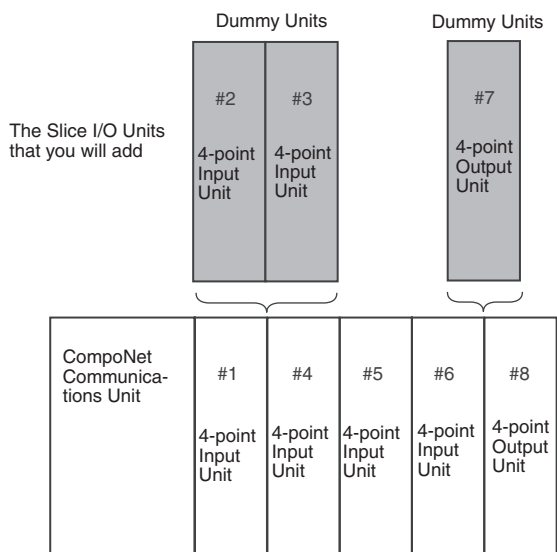 Dummy Units
Dummy Units
#2
#3
#7
The Slice I/O Units
that you will add
4-point
Input
Unit
4-point
Input
Unit
4-point
Output
Unit
CompoNet
Communica-
tions Unit
#1
#4
#5
#6
#8
4-point
Input
Unit
4-point
Input
Unit
4-point
Input
Unit
4-point
Input
Unit
4-point
Output
Unit